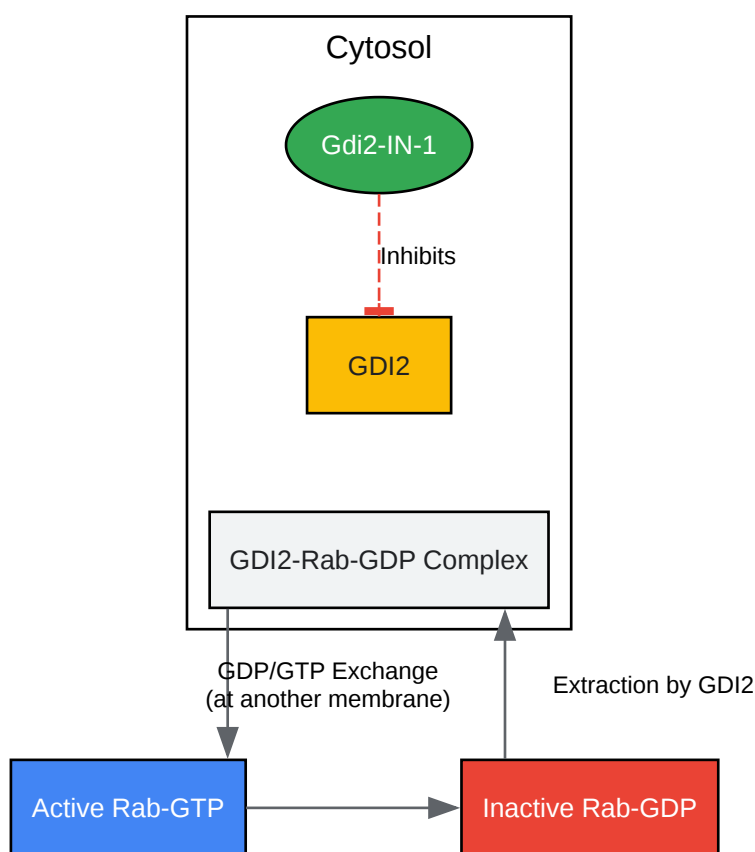 Cytosol
Gdi2-IN-1
Inhibits
GDI2
GDI2-Rab-GDP Complex
GDP/GTP Exchange
(at another membrane)
Extraction by GDI2
Active Rab-GTP
Inactive Rab-GDP